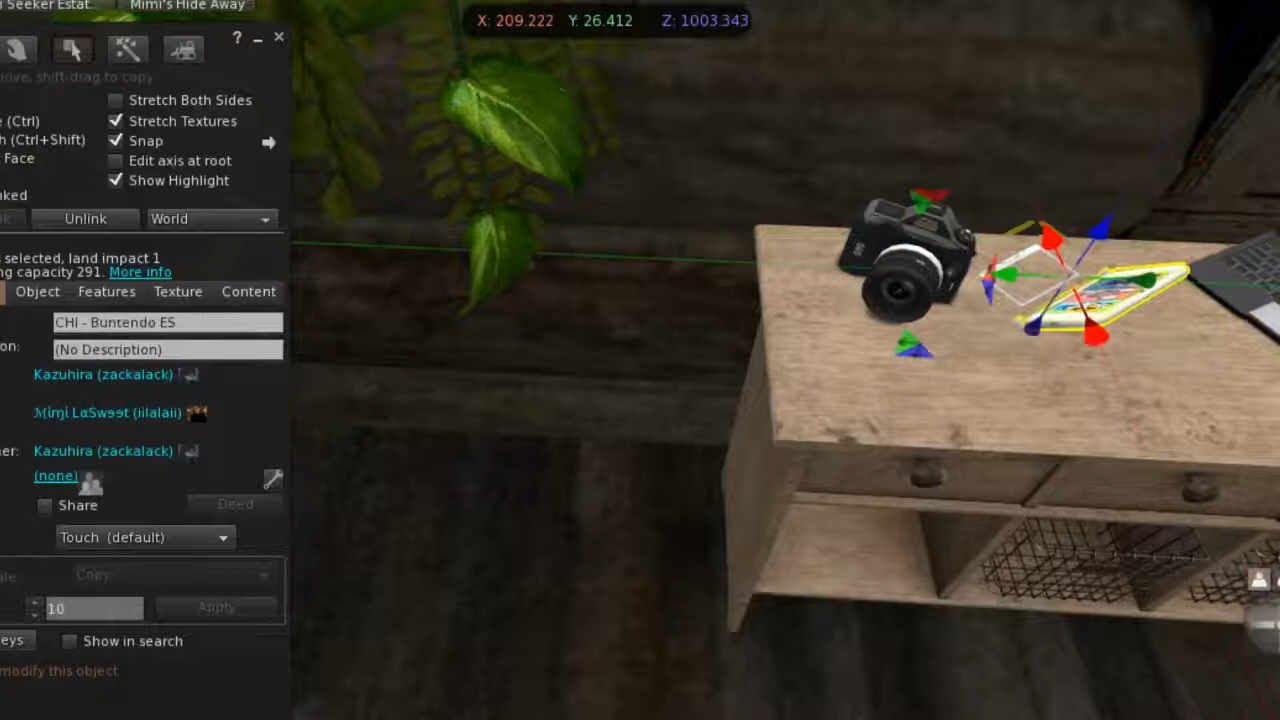 Seeker Estat..
Mimi's Hide Away
X: 209.222 Y: 26.412 Z: 1003.343
? _ ×
ove, shift-drag to copy
Stretch Both Sides
(Ctrl)
Stretch Textures
(Ctrl+Shift)
Snap
Face
Edit axis at root
Show Highlight
ked
Unlink
World
selected, land impact 1
ng capacity 291. More info
Object Features Texture Content
CHI - Buntendo ES
on:
(No Description)
Kazuhira (zackalack)
Mimi LaSweet (iilalaii)
er:
Kazuhira (zackalack)
(none)
Share
Deed
Touch (default)
ale
Copy
10
Apply
eys
Show in search
modify this object